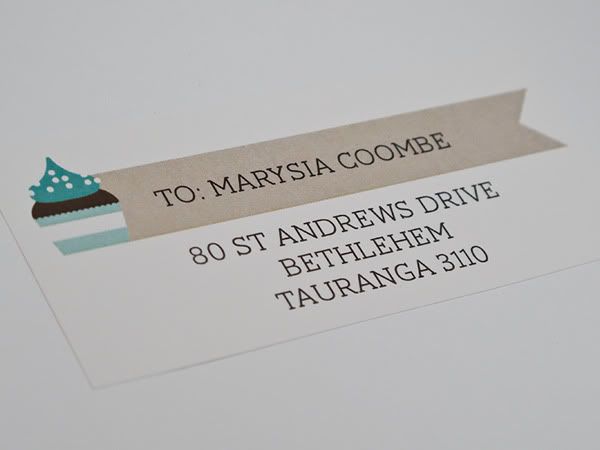 TO: MARYSIA COOMBE
80 ST ANDREWS DRIVE
BETHLEHEM
TAURANGA 3110